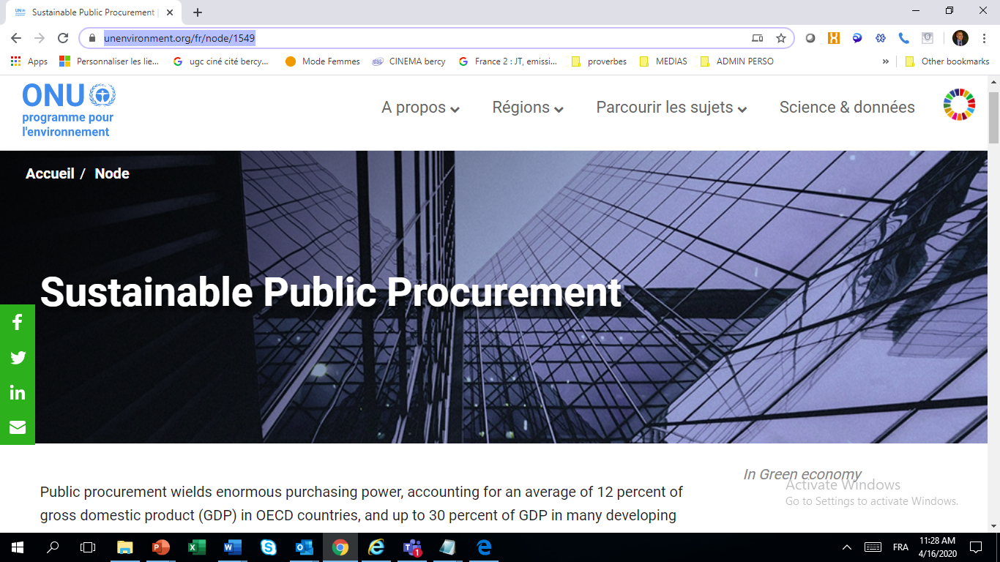 Sustainable Public Procurement |
unenvironment.org/fr/node/1549
Apps
Personnaliser les lie...
ugc ciné cité bercy...
Mode Femmes
CINEMA bercy
France 2 : JT, emissi...
proverbes
MEDIAS
ADMIN PERSO
»
Other bookmarks
ONU
programme pour
l'environnement
A propos
Régions
Parcourir les sujets
Science & données
Accueil / Node
Sustainable Public Procurement
In Green economy
Public procurement wields enormous purchasing power, accounting for an average of 12 percent of
gross domestic product (GDP) in OECD countries, and up to 30 percent of GDP in many developing
Activate Windows
Go to Settings to activate Windows.
FRA
11:28 AM
4/16/2020